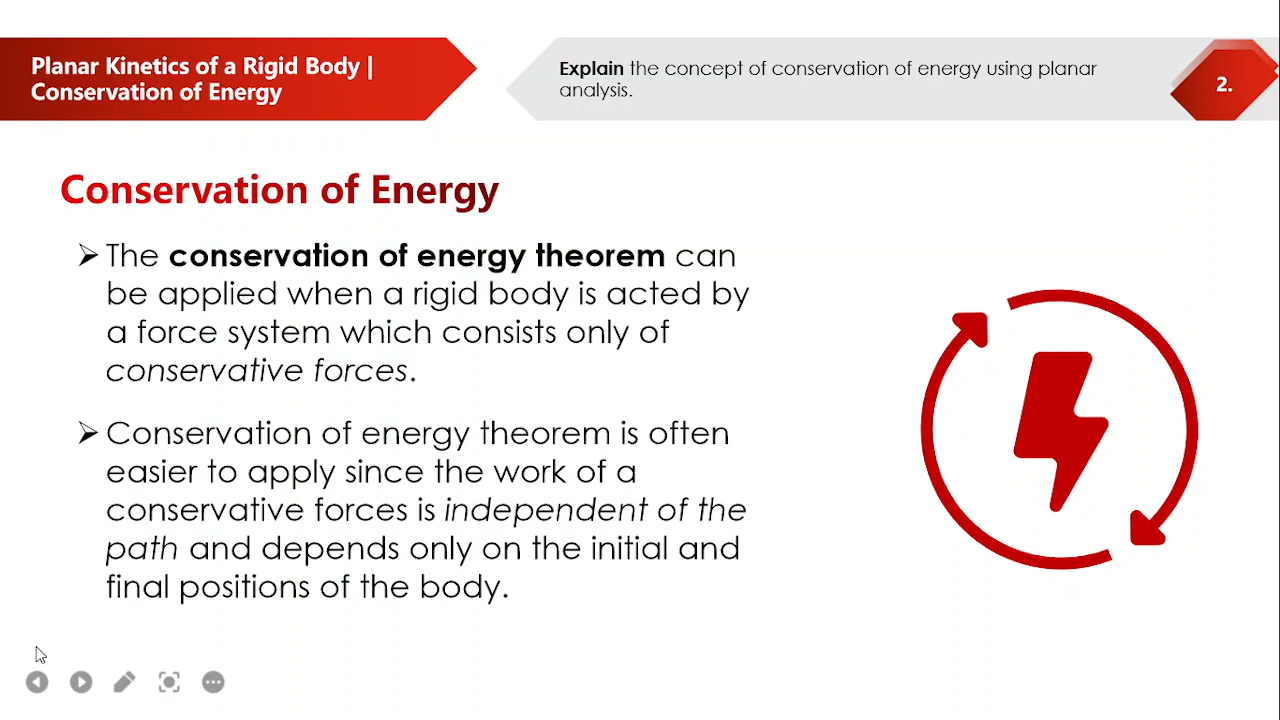 Planar Kinetics of a Rigid Body |
Conservation of Energy
Explain the concept of conservation of energy using planar
analysis.
2.
Conservation of Energy
The conservation of energy theorem can
be applied when a rigid body is acted by
a force system which consists only of
conservative forces.
Conservation of energy theorem is often
easier to apply since the work of a
conservative forces is independent of the
path and depends only on the initial and
final positions of the body.